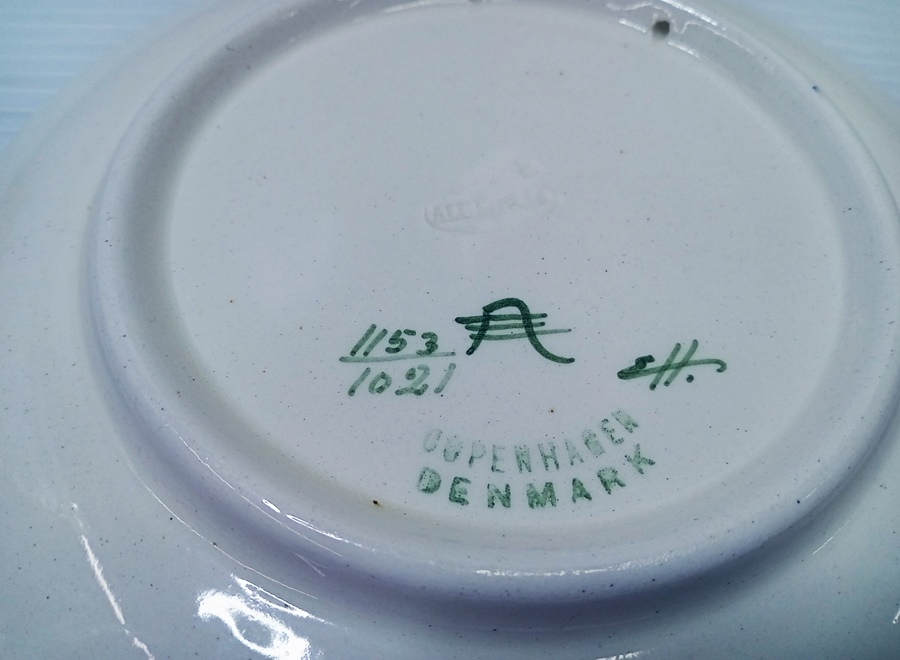 1153
1021
H.
COPENHAGEN
DENMARK